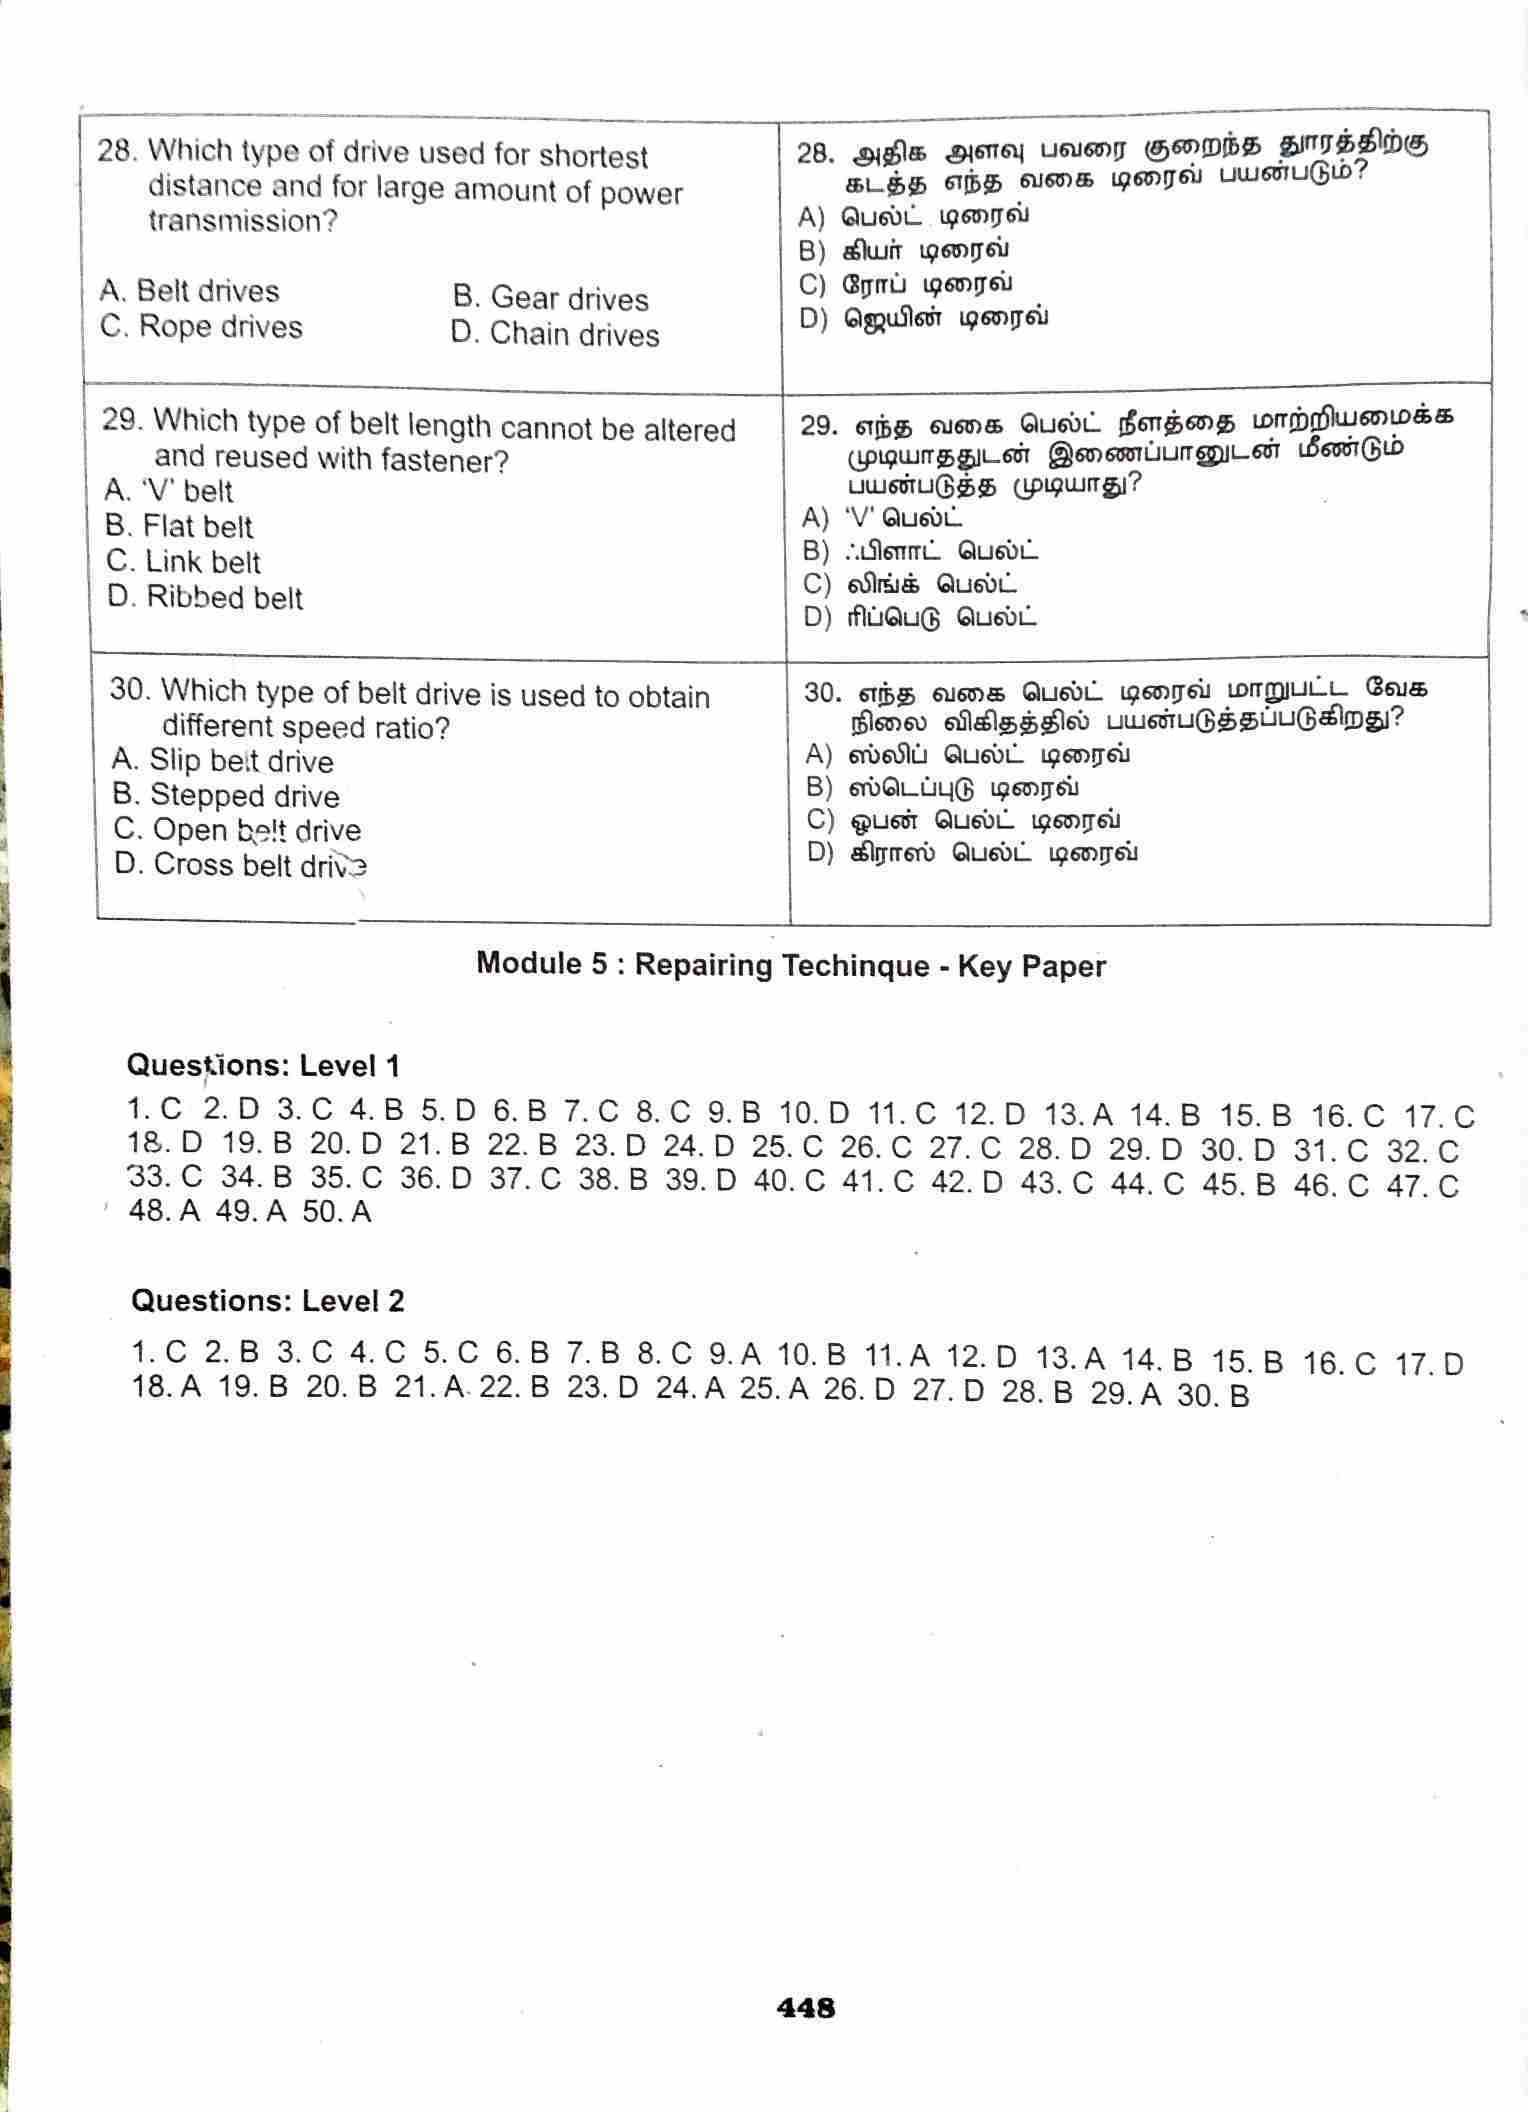 28. Which type of drive used for shortest
distance and for large amount of power
transmission?
A. Belt drives
B. Gear drives
C. Rope drives
D. Chain drives
28. அதிக அளவு பவரை குறைந்த தூரத்திற்கு
கடத்த எந்த வகை டிரைவ் பயன்படும்?
A) பெல்ட் டிரைவ்
B) கியர் டிரைவ்
C) ரோப் டிரைவ்
D) ஜெயின் டிரைவ்
29. Which type of belt length cannot be altered
and reused with fastener?
A. 'V' belt
B. Flat belt
C. Link belt
D. Ribbed belt
29. எந்த வகை பெல்ட் நீளத்தை மாற்றியமைக்க
முடியாததுடன் இணைப்பானுடன் மீண்டும்
பயன்படுத்த முடியாது?
A) 'V' பெல்ட்
B) ஃபிளாட் பெல்ட்
C) லிங்க் பெல்ட்
D) ரிப்பெடு பெல்ட்
30. Which type of belt drive is used to obtain
different speed ratio?
A. Slip belt drive
B. Stepped drive
C. Open belt drive
D. Cross belt drive
30. எந்த வகை பெல்ட் டிரைவ் மாறுபட்ட வேக
நிலை விகிதத்தில் பயன்படுத்தப்படுகிறது?
A) ஸ்லிப் பெல்ட் டிரைவ்
B) ஸ்டெப்புடு டிரைவ்
C) ஓபன் பெல்ட் டிரைவ்
D) கிராஸ் பெல்ட் டிரைவ்
Module 5 : Repairing Techinque - Key Paper
Questions: Level 1
1. C 2. D 3. C 4. B 5. D 6. B 7. C 8. C 9. B 10. D 11. C 12. D 13. A 14. B 15. B 16. C 17. C
18. D 19. B 20. D 21. B 22. B 23. D 24. D 25. C 26. C 27. C 28. D 29. D 30. D 31. C 32. C
33. C 34. B 35. C 36. D 37. C 38. B 39. D 40. C 41. C 42. D 43. C 44. C 45. B 46. C 47. C
48. A 49. A 50. A
Questions: Level 2
1. C 2. B 3. C 4. C 5. C 6. B 7. B 8. C 9. A 10. B 11. A 12. D 13. A 14. B 15. B 16. C 17. D
18. A 19. B 20. B 21. A 22. B 23. D 24. A 25. A 26. D 27. D 28. B 29. A 30. B
448